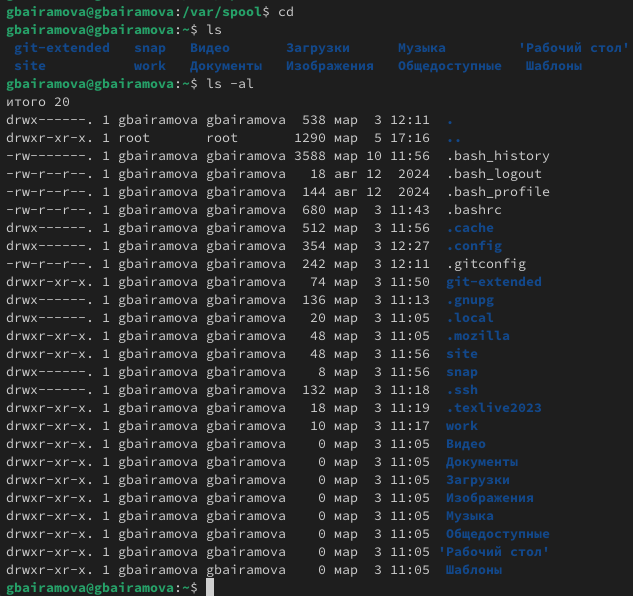 gbairamova@gbairamova:/var/spool$ cd
gbairamova@gbairamova:~$ ls
git-extended snap Видео Загрузки Музыка 'Рабочий стол'
site work Документы Изображения Общедоступные Шаблоны
gbairamova@gbairamova:~$ ls -al
итого 20
drwx------. 1 gbairamova gbairamova 538 мар 3 12:11 .
drwxr-xr-x. 1 root root 1290 мар 5 17:16 ..
-rw-------. 1 gbairamova gbairamova 3588 мар 10 11:56 .bash_history
-rw-r--r--. 1 gbairamova gbairamova 18 авг 12 2024 .bash_logout
-rw-r--r--. 1 gbairamova gbairamova 144 авг 12 2024 .bash_profile
-rw-r--r--. 1 gbairamova gbairamova 680 мар 3 11:43 .bashrc
drwx------. 1 gbairamova gbairamova 512 мар 3 11:56 .cache
drwx------. 1 gbairamova gbairamova 354 мар 3 12:27 .config
-rw-r--r--. 1 gbairamova gbairamova 242 мар 3 12:11 .gitconfig
drwxr-xr-x. 1 gbairamova gbairamova 74 мар 3 11:50 git-extended
drwx------. 1 gbairamova gbairamova 136 мар 3 11:13 .gnupg
drwx------. 1 gbairamova gbairamova 20 мар 3 11:05 .local
drwxr-xr-x. 1 gbairamova gbairamova 48 мар 3 11:05 .mozilla
drwxr-xr-x. 1 gbairamova gbairamova 48 мар 3 11:56 site
drwx------. 1 gbairamova gbairamova 8 мар 3 11:56 snap
drwx------. 1 gbairamova gbairamova 132 мар 3 11:18 .ssh
drwxr-xr-x. 1 gbairamova gbairamova 18 мар 3 11:19 .texlive2023
drwxr-xr-x. 1 gbairamova gbairamova 10 мар 3 11:17 work
drwxr-xr-x. 1 gbairamova gbairamova 0 мар 3 11:05 Видео
drwxr-xr-x. 1 gbairamova gbairamova 0 мар 3 11:05 Документы
drwxr-xr-x. 1 gbairamova gbairamova 0 мар 3 11:05 Загрузки
drwxr-xr-x. 1 gbairamova gbairamova 0 мар 3 11:05 Изображения
drwxr-xr-x. 1 gbairamova gbairamova 0 мар 3 11:05 Музыка
drwxr-xr-x. 1 gbairamova gbairamova 0 мар 3 11:05 Общедоступные
drwxr-xr-x. 1 gbairamova gbairamova 0 мар 3 11:05 'Рабочий стол'
drwxr-xr-x. 1 gbairamova gbairamova 0 мар 3 11:05 Шаблоны
gbairamova@gbairamova:~$